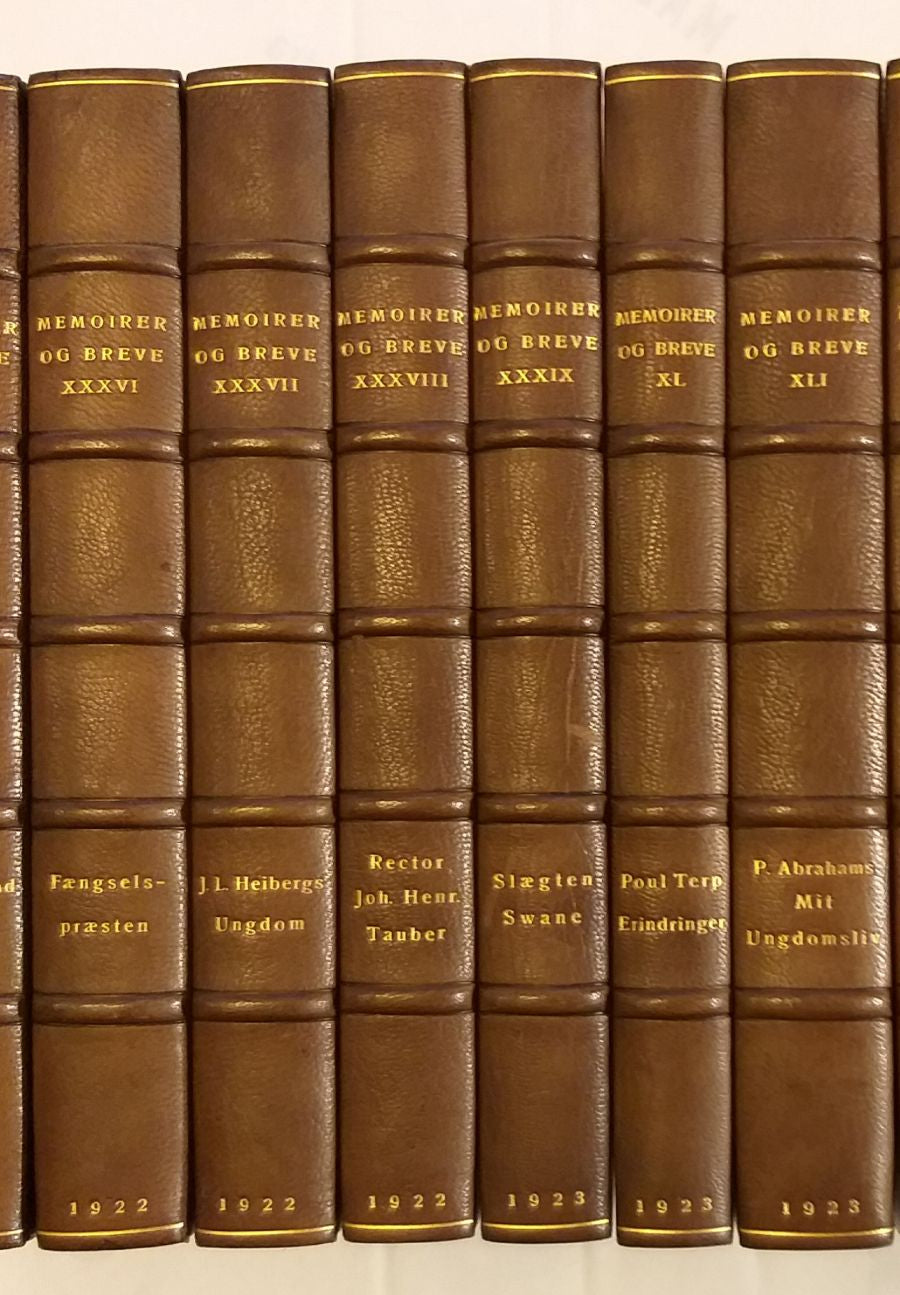 MEMOIRER
OG BREVE
XXXVI
Fængsels-
præsten
1922
MEMOIRER
OG BREVE
XXXVII
J. L. Heibergs
Ungdom
1922
MEMOIRER
OG BREVE
XXXVIII
Rector
Joh. Henr.
Tauber
1922
MEMOIRER
OG BREVE
XXXIX
Slægten
Swane
1923
MEMOIRER
OG BREVE
XL
Poul Terp
Erindringer
1923
MEMOIRER
OG BREVE
XLI
P. Abrahams
Mit
Ungdomsliv
1923